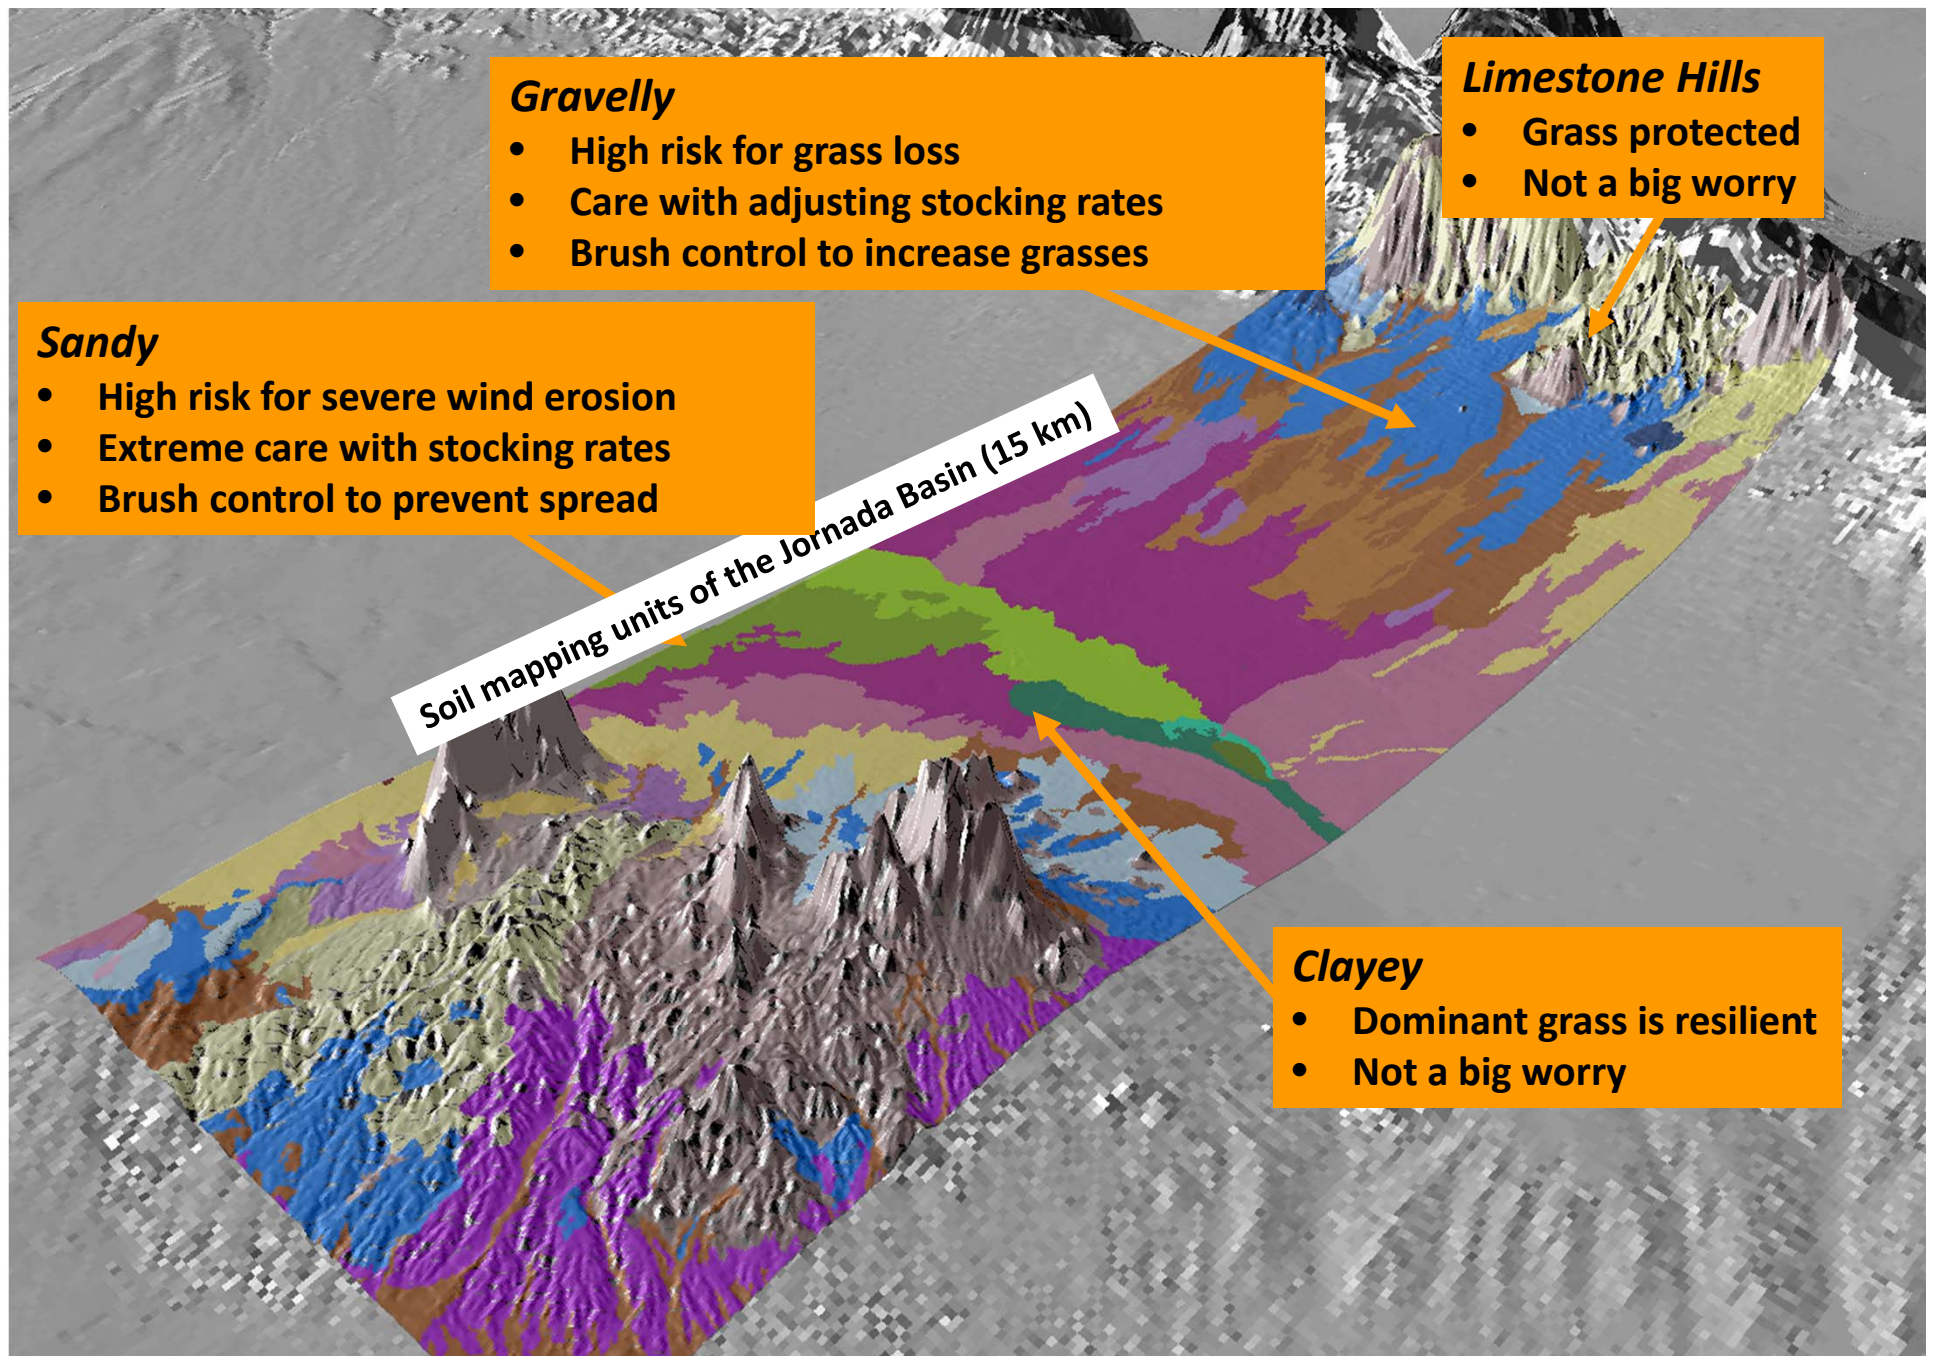 Gravelly
• High risk for grass loss
• Care with adjusting stocking rates
• Brush control to increase grasses
Limestone Hills
• Grass protected
• Not a big worry
Sandy
• High risk for severe wind erosion
• Extreme care with stocking rates
• Brush control to prevent spread
Soil mapping units of the Jornada Basin (15 km)
Clayey
• Dominant grass is resilient
• Not a big worry